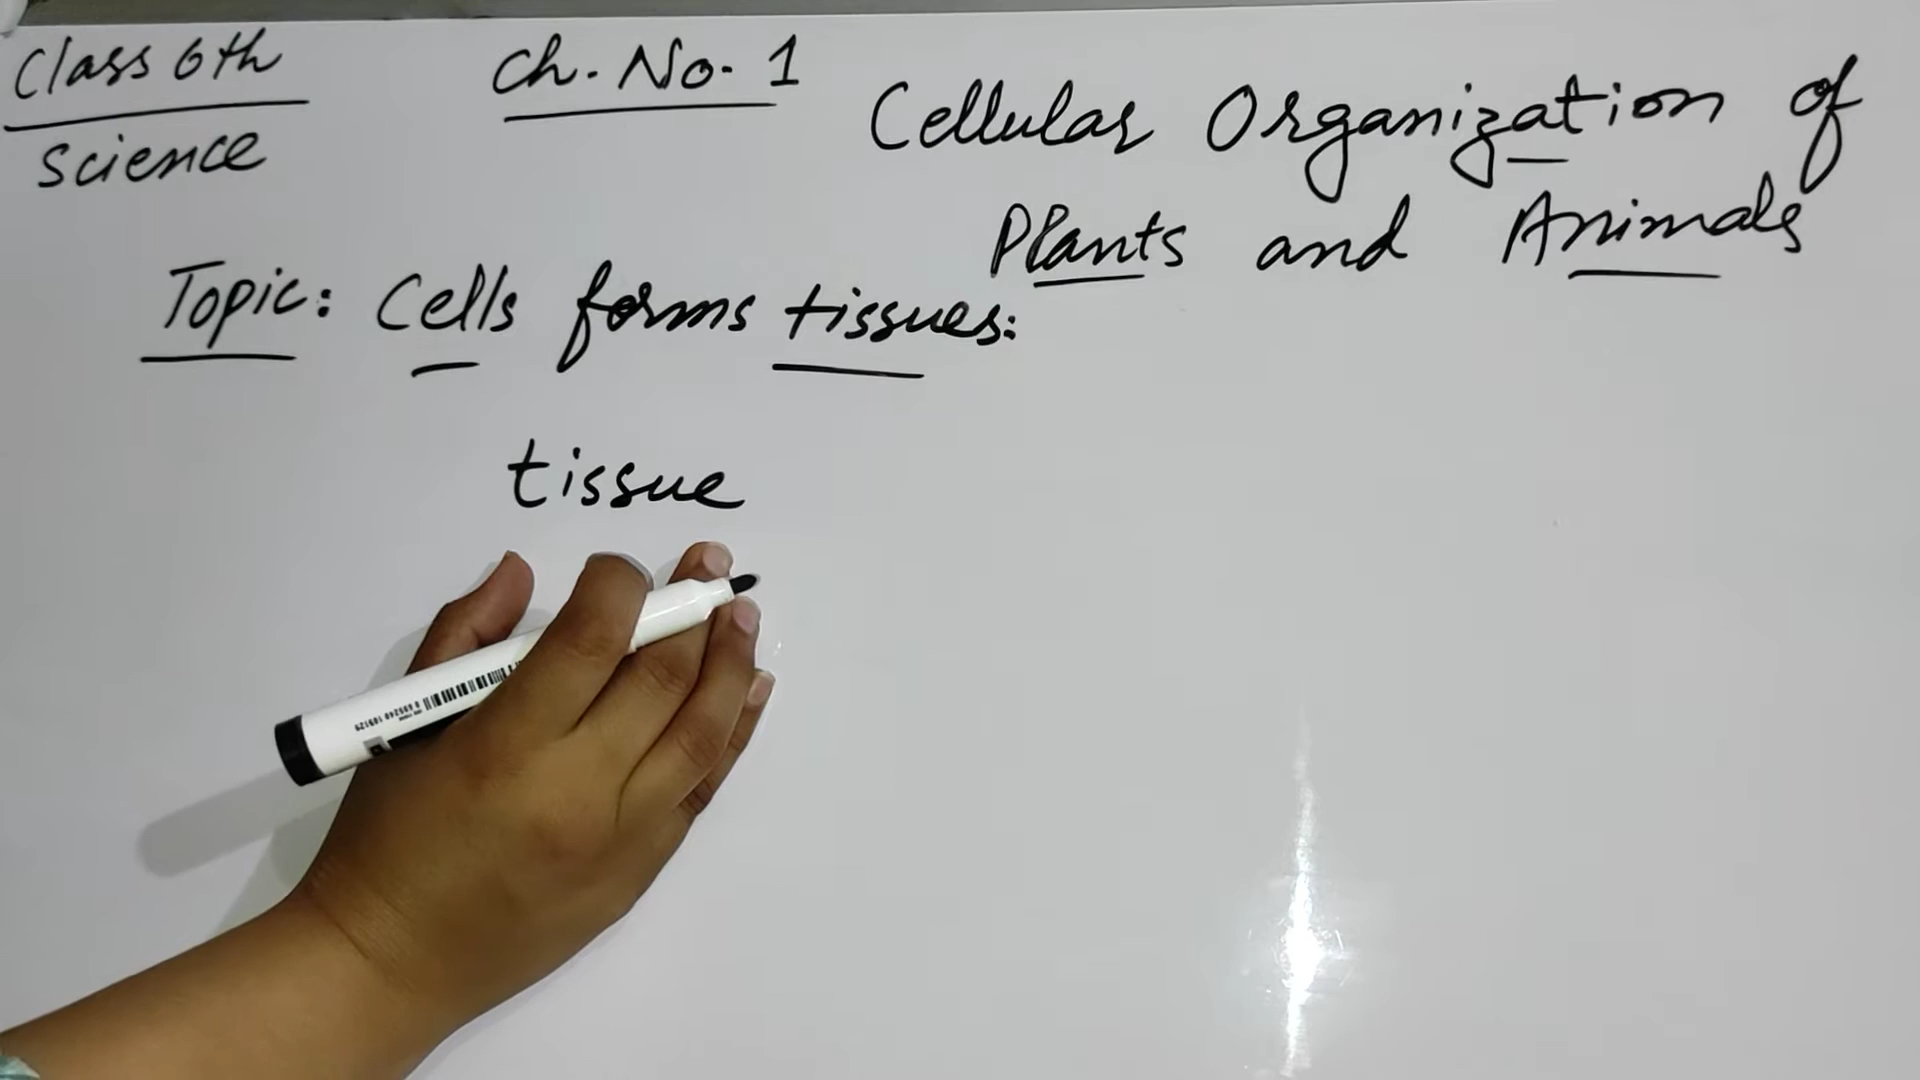 Class 6th
Science
Ch. No. 1
Cellular Organization of
Plants and Animals
Topic: Cells forms tissues:
tissue